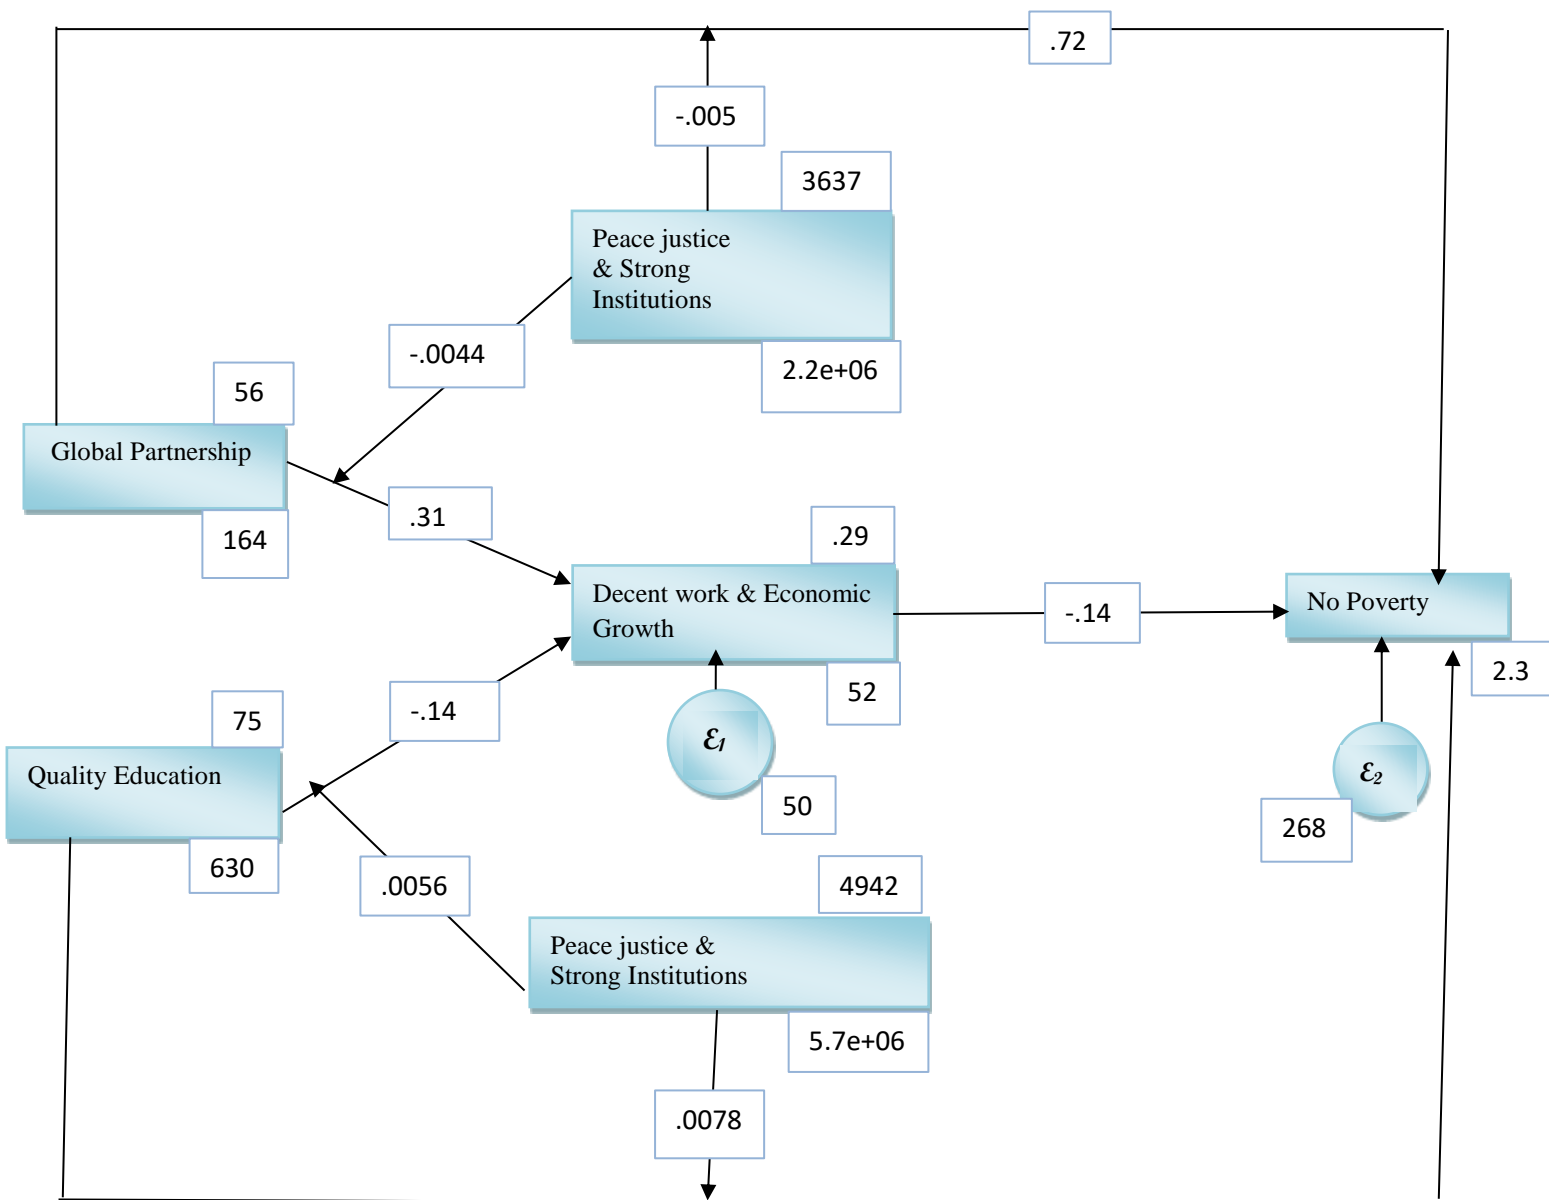 .72
-.005
3637
Peace justice
& Strong
Institutions
-.0044
2.2e+06
56
Global Partnership
164
.31
.29
Decent work & Economic
Growth
-.14
No Poverty
2.3
52
75
-.14
Quality Education
ε1
ε2
50
268
630
.0056
4942
Peace justice &
Strong Institutions
5.7e+06
.0078